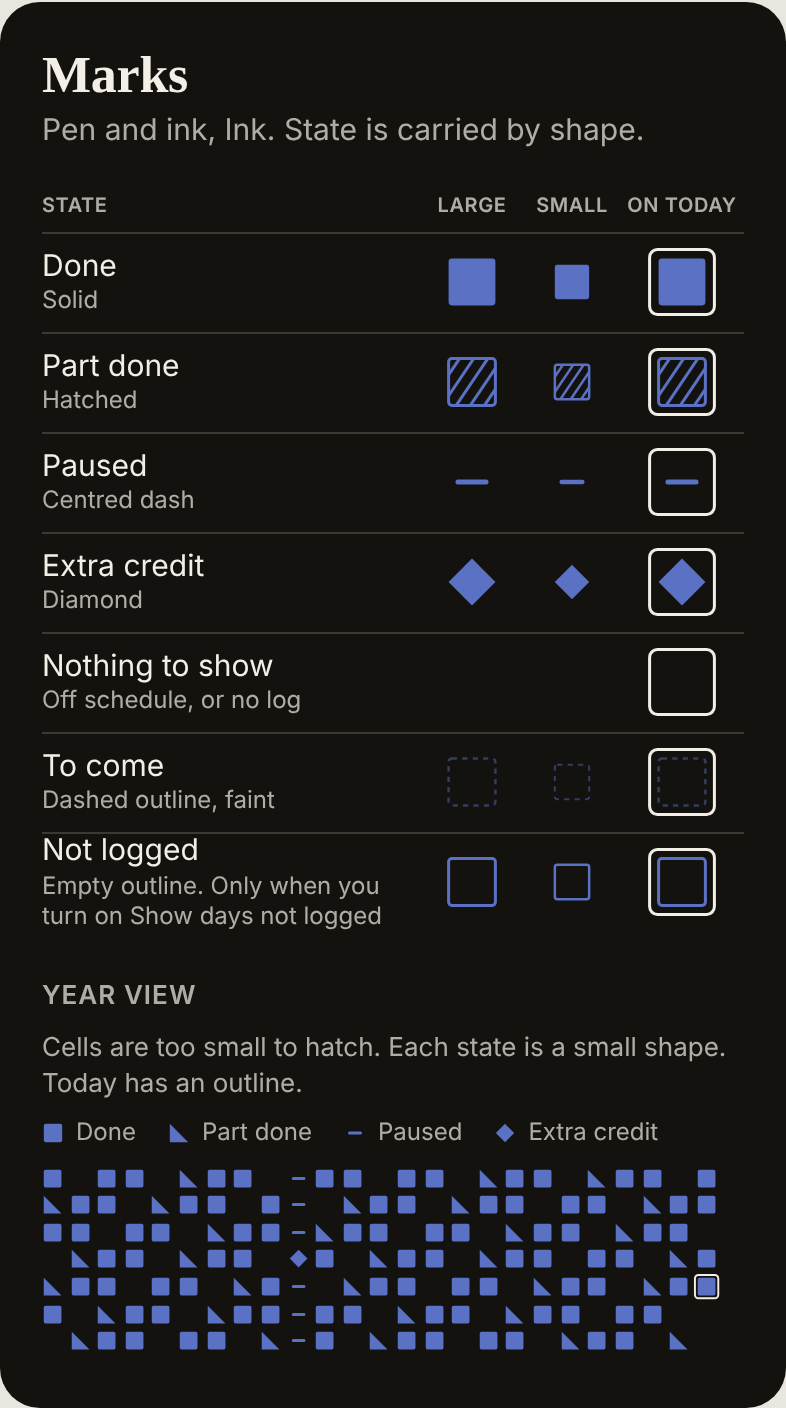 Marks
Pen and ink, Ink. State is carried by shape.
STATE LARGE SMALL ON TODAY
Done
Solid
Part done
Hatched
Paused
Centred dash
Extra credit
Diamond
Nothing to show
Off schedule, or no log
To come
Dashed outline, faint
Not logged
Empty outline. Only when you
turn on Show days not logged
YEAR VIEW
Cells are too small to hatch. Each state is a small shape.
Today has an outline.
Done Part done Paused Extra credit